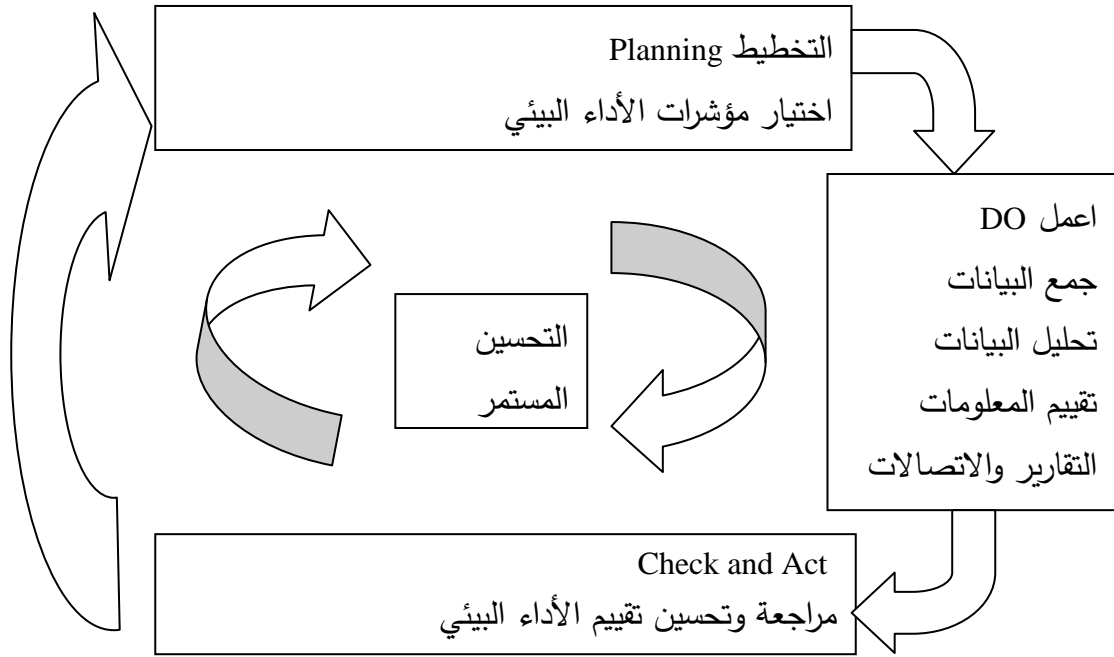 التخطيط Planning
اختيار مؤشرات الأداء البيئي
اعمل DO
جمع البيانات
تحليل البيانات
تقييم المعلومات
التقارير والاتصالات
التحسين
المستمر
Check and Act
مراجعة وتحسين تقييم الأداء البيئي